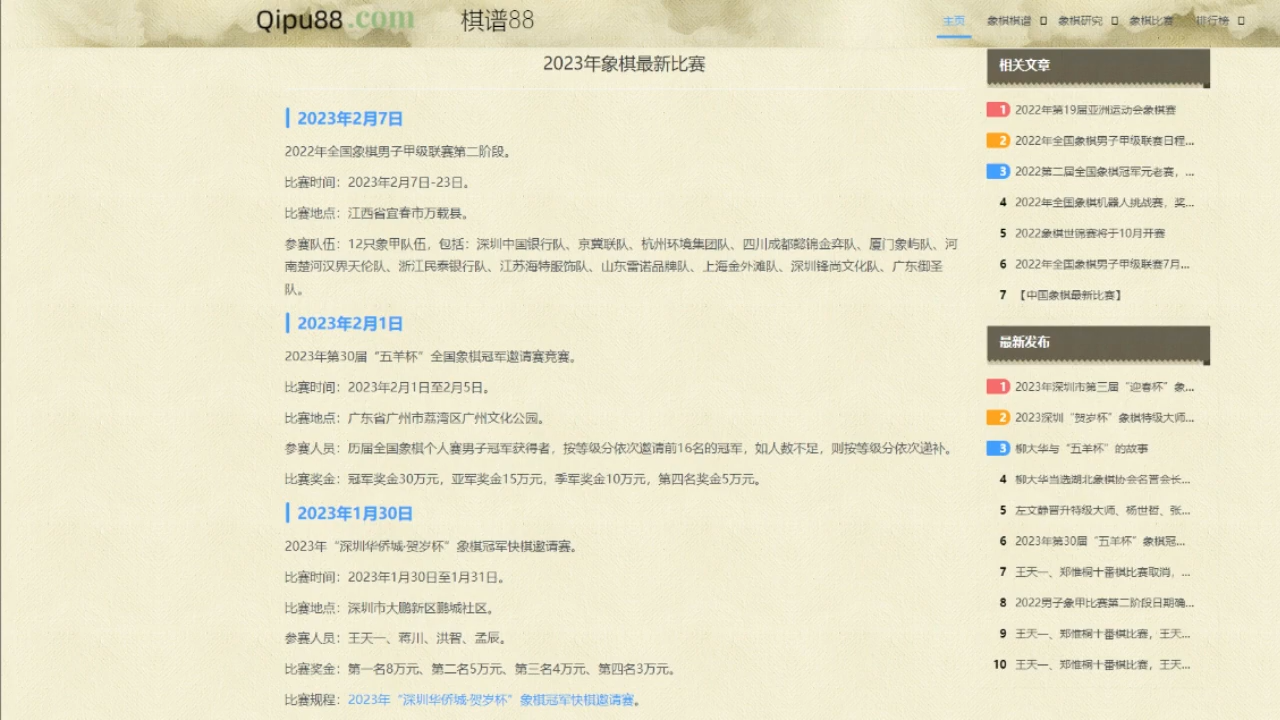 Qipu88.com
棋谱88
主页 象棋棋谱 象棋研究 象棋比赛 排行榜
2023年象棋最新比赛
2023年2月7日
2022年全国象棋男子甲级联赛第二阶段。
比赛时间：2023年2月7日-23日。
比赛地点：江西省宜春市万载县。
参赛队伍：12只象甲队伍，包括：深圳中国银行队、京冀联队、杭州环境集团队、四川成都懿锦金弈队、厦门象屿队、河
南楚河汉界天伦队、浙江民泰银行队、江苏海特服饰队、山东雷诺品牌队、上海金外滩队、深圳锋尚文化队、广东御圣
队。
2023年2月1日
2023年第30届“五羊杯”全国象棋冠军邀请赛竞赛。
比赛时间：2023年2月1日至2月5日。
比赛地点：广东省广州市荔湾区广州文化公园。
参赛人员：历届全国象棋个人赛男子冠军获得者，按等级分依次邀请前16名的冠军，如人数不足，则按等级分依次递补。
比赛奖金：冠军奖金30万元，亚军奖金15万元，季军奖金10万元，第四名奖金5万元。
2023年1月30日
2023年“深圳华侨城·贺岁杯”象棋冠军快棋邀请赛。
比赛时间：2023年1月30日至1月31日。
比赛地点：深圳市大鹏新区鹏城社区。
参赛人员：王天一、蒋川、洪智、孟辰。
比赛奖金：第一名8万元、第二名5万元、第三名4万元、第四名3万元。
比赛规程：2023年“深圳华侨城·贺岁杯”象棋冠军快棋邀请赛。
相关文章
1 2022年第19届亚洲运动会象棋赛
2 2022年全国象棋男子甲级联赛日程...
3 2022第二届全国象棋冠军元老赛，...
4 2022年全国象棋机器人挑战赛，奖...
5 2022象棋世锦赛将于10月开赛
6 2022年全国象棋男子甲级联赛7月...
7 【中国象棋最新比赛】
最新发布
1 2023年深圳市第三届“迎春杯”象...
2 2023深圳“贺岁杯”象棋特级大师...
3 柳大华与“五羊杯”的故事
4 柳大华当选湖北象棋协会名誉会长...
5 左文静晋升特级大师、杨世哲、张...
6 2023年第30届“五羊杯”象棋冠...
7 王天一、郑惟桐十番棋比赛取消，...
8 2022男子象甲比赛第二阶段日期确...
9 王天一、郑惟桐十番棋比赛，王天...
10 王天一、郑惟桐十番棋比赛，王天...